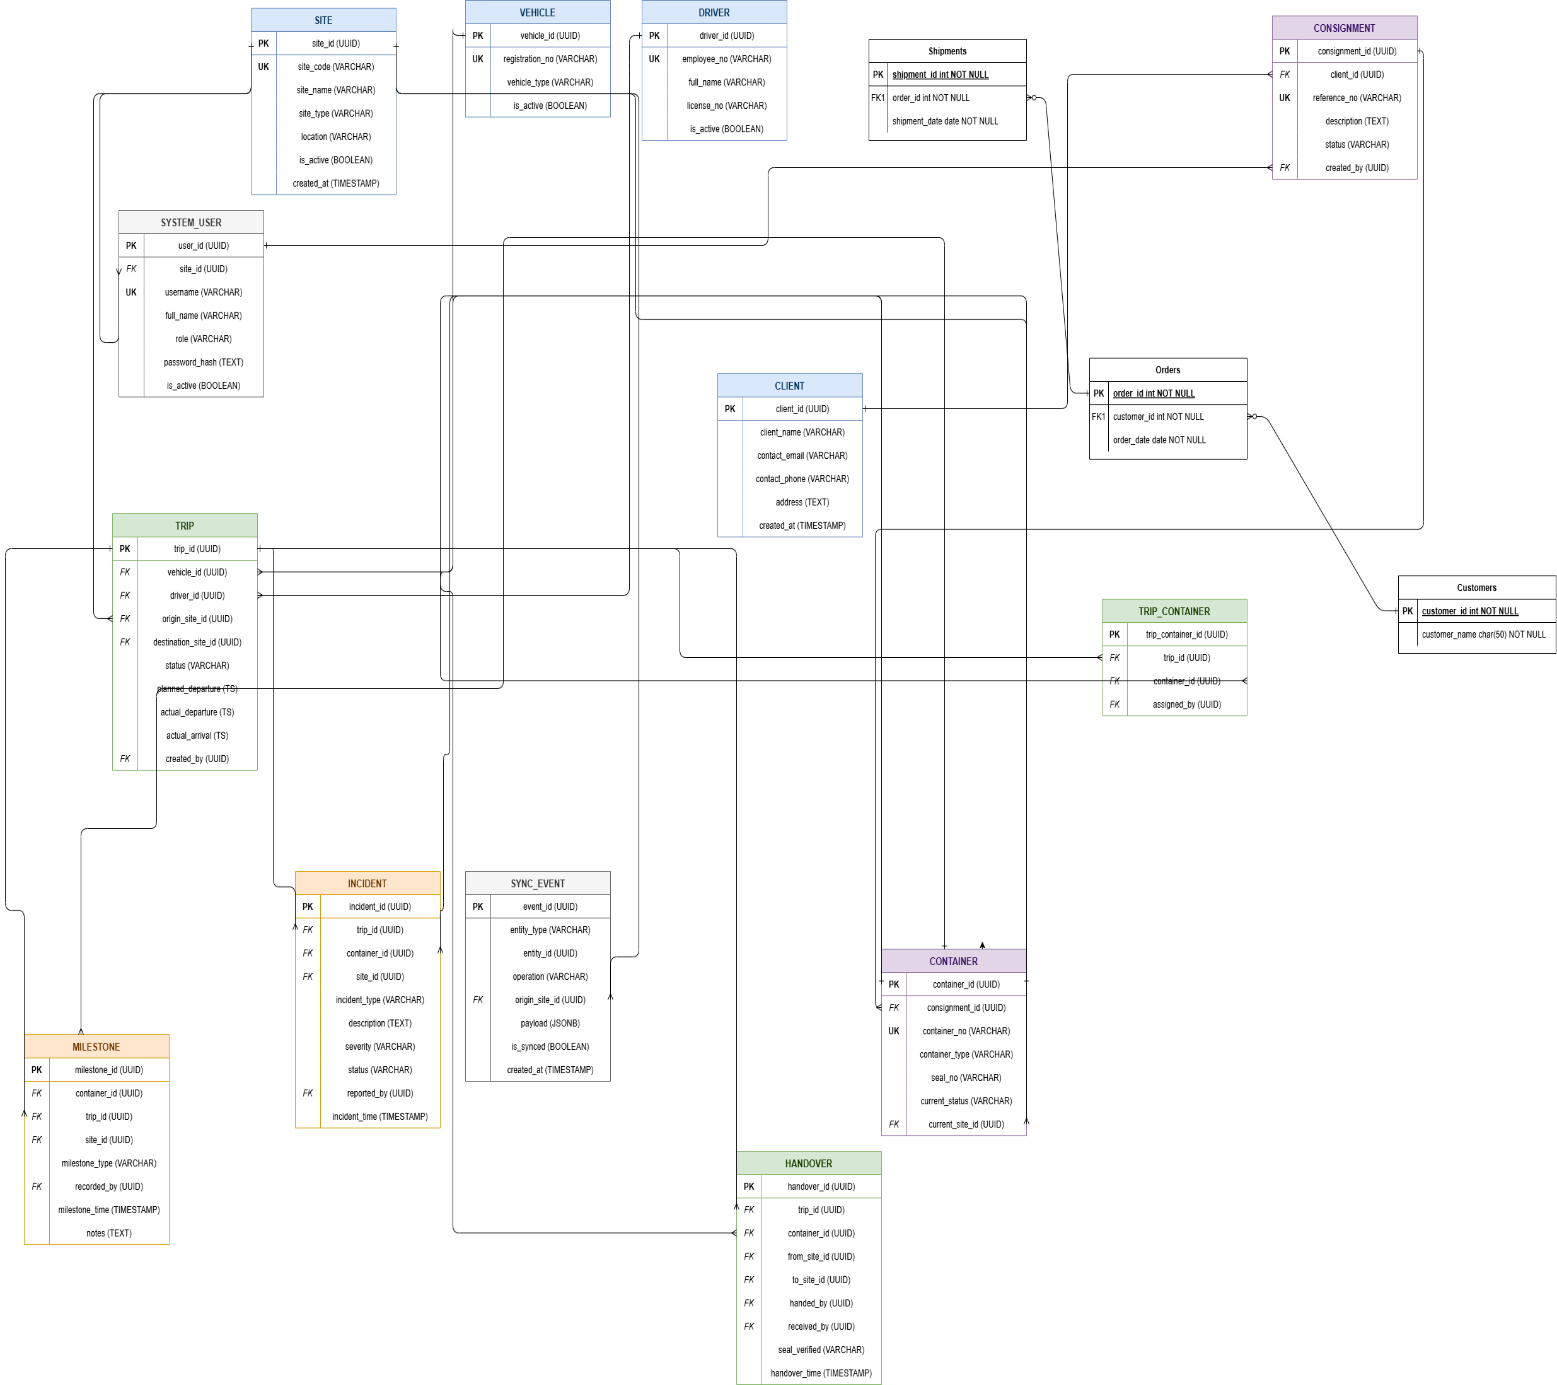 SITE
PK site_id (UUID)
UK site_code (VARCHAR)
site_name (VARCHAR)
site_type (VARCHAR)
location (VARCHAR)
is_active (BOOLEAN)
created_at (TIMESTAMP)
VEHICLE
PK vehicle_id (UUID)
UK registration_no (VARCHAR)
vehicle_type (VARCHAR)
is_active (BOOLEAN)
DRIVER
PK driver_id (UUID)
UK employee_no (VARCHAR)
full_name (VARCHAR)
license_no (VARCHAR)
is_active (BOOLEAN)
Shipments
PK shipment_id int NOT NULL
FK1 order_id int NOT NULL
shipment_date date NOT NULL
CONSIGNMENT
PK consignment_id (UUID)
FK client_id (UUID)
UK reference_no (VARCHAR)
description (TEXT)
status (VARCHAR)
FK created_by (UUID)
SYSTEM_USER
PK user_id (UUID)
FK site_id (UUID)
UK username (VARCHAR)
full_name (VARCHAR)
role (VARCHAR)
password_hash (TEXT)
is_active (BOOLEAN)
CLIENT
PK client_id (UUID)
client_name (VARCHAR)
contact_email (VARCHAR)
contact_phone (VARCHAR)
address (TEXT)
created_at (TIMESTAMP)
Orders
PK order_id int NOT NULL
FK1 customer_id int NOT NULL
order_date date NOT NULL
TRIP
PK trip_id (UUID)
FK vehicle_id (UUID)
FK driver_id (UUID)
FK origin_site_id (UUID)
FK destination_site_id (UUID)
status (VARCHAR)
planned_departure (TS)
actual_departure (TS)
actual_arrival (TS)
FK created_by (UUID)
TRIP_CONTAINER
PK trip_container_id (UUID)
FK trip_id (UUID)
FK container_id (UUID)
FK assigned_by (UUID)
Customers
PK customer_id int NOT NULL
customer_name char(50) NOT NULL
INCIDENT
PK incident_id (UUID)
FK trip_id (UUID)
FK container_id (UUID)
FK site_id (UUID)
incident_type (VARCHAR)
description (TEXT)
severity (VARCHAR)
status (VARCHAR)
FK reported_by (UUID)
incident_time (TIMESTAMP)
SYNC_EVENT
PK event_id (UUID)
entity_type (VARCHAR)
entity_id (UUID)
operation (VARCHAR)
FK origin_site_id (UUID)
payload (JSONB)
is_synced (BOOLEAN)
created_at (TIMESTAMP)
CONTAINER
PK container_id (UUID)
FK consignment_id (UUID)
UK container_no (VARCHAR)
container_type (VARCHAR)
seal_no (VARCHAR)
current_status (VARCHAR)
FK current_site_id (UUID)
MILESTONE
PK milestone_id (UUID)
FK container_id (UUID)
FK trip_id (UUID)
FK site_id (UUID)
milestone_type (VARCHAR)
FK recorded_by (UUID)
milestone_time (TIMESTAMP)
notes (TEXT)
HANDOVER
PK handover_id (UUID)
FK trip_id (UUID)
FK container_id (UUID)
FK from_site_id (UUID)
FK to_site_id (UUID)
FK handed_by (UUID)
FK received_by (UUID)
seal_verified (VARCHAR)
handover_time (TIMESTAMP)